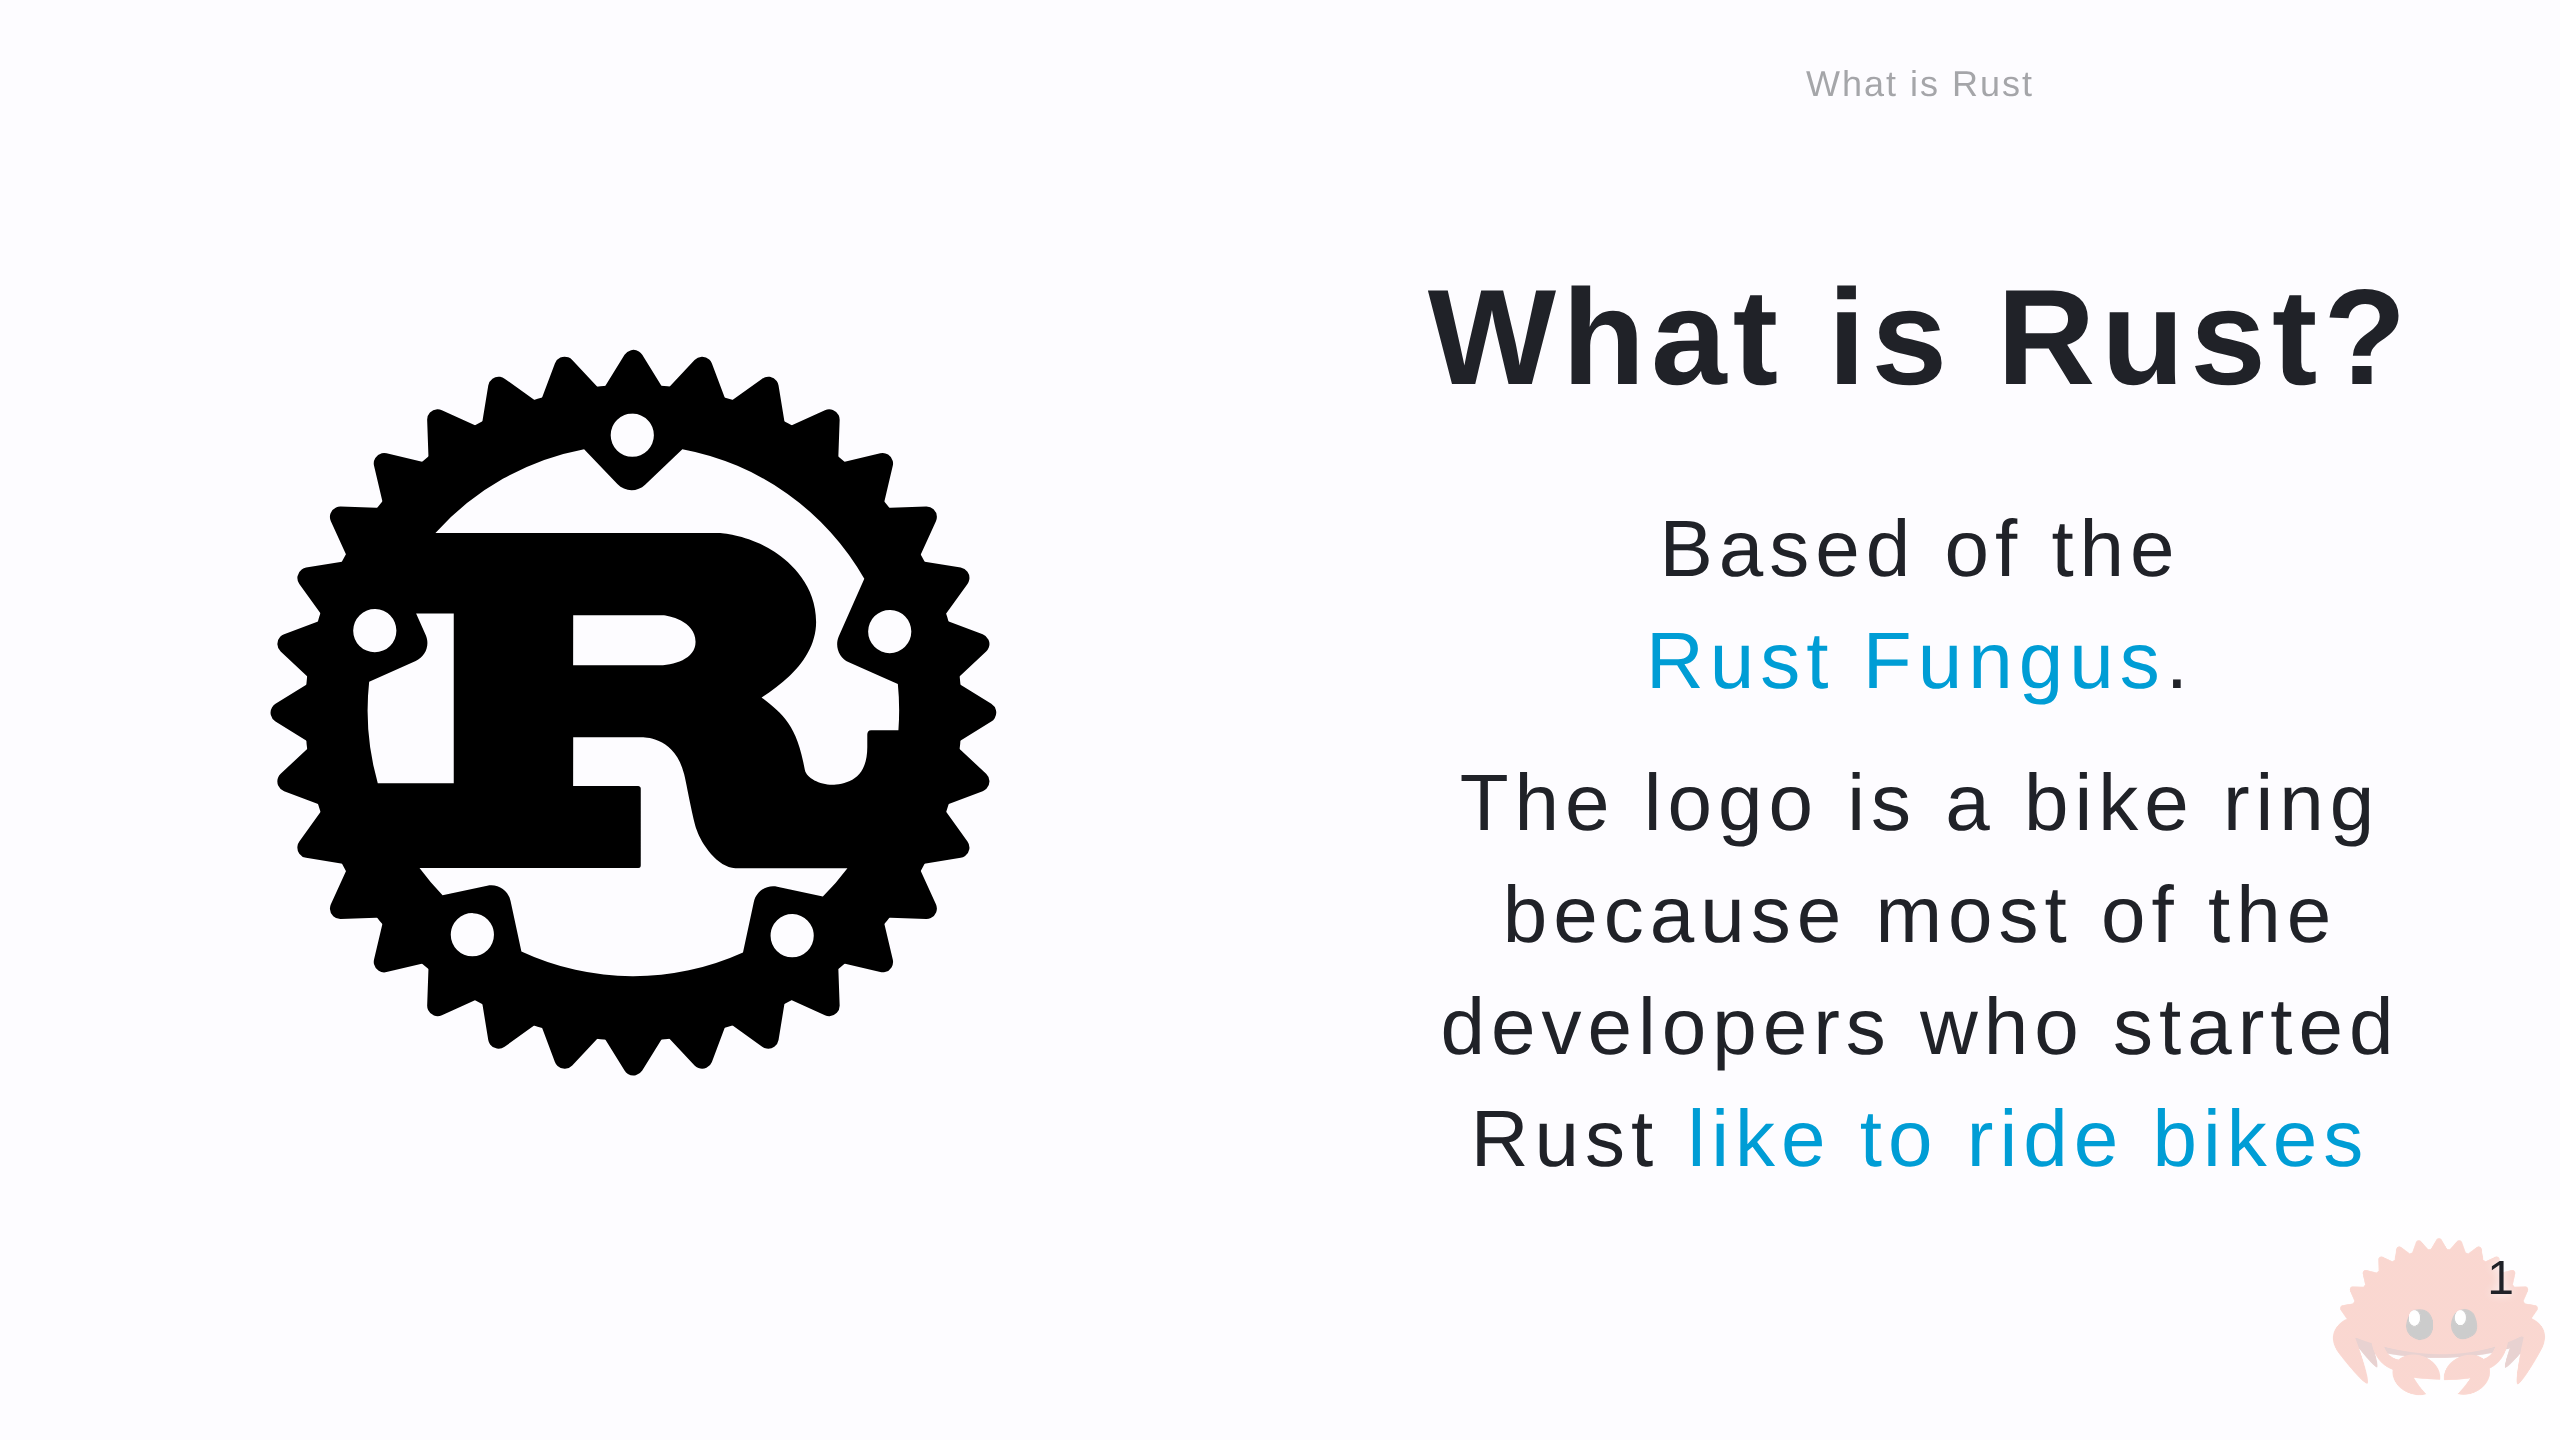 What is Rust
What is Rust?
Based of the
Rust Fungus.
The logo is a bike ring
because most of the
developers who started
Rust like to ride bikes
R
1